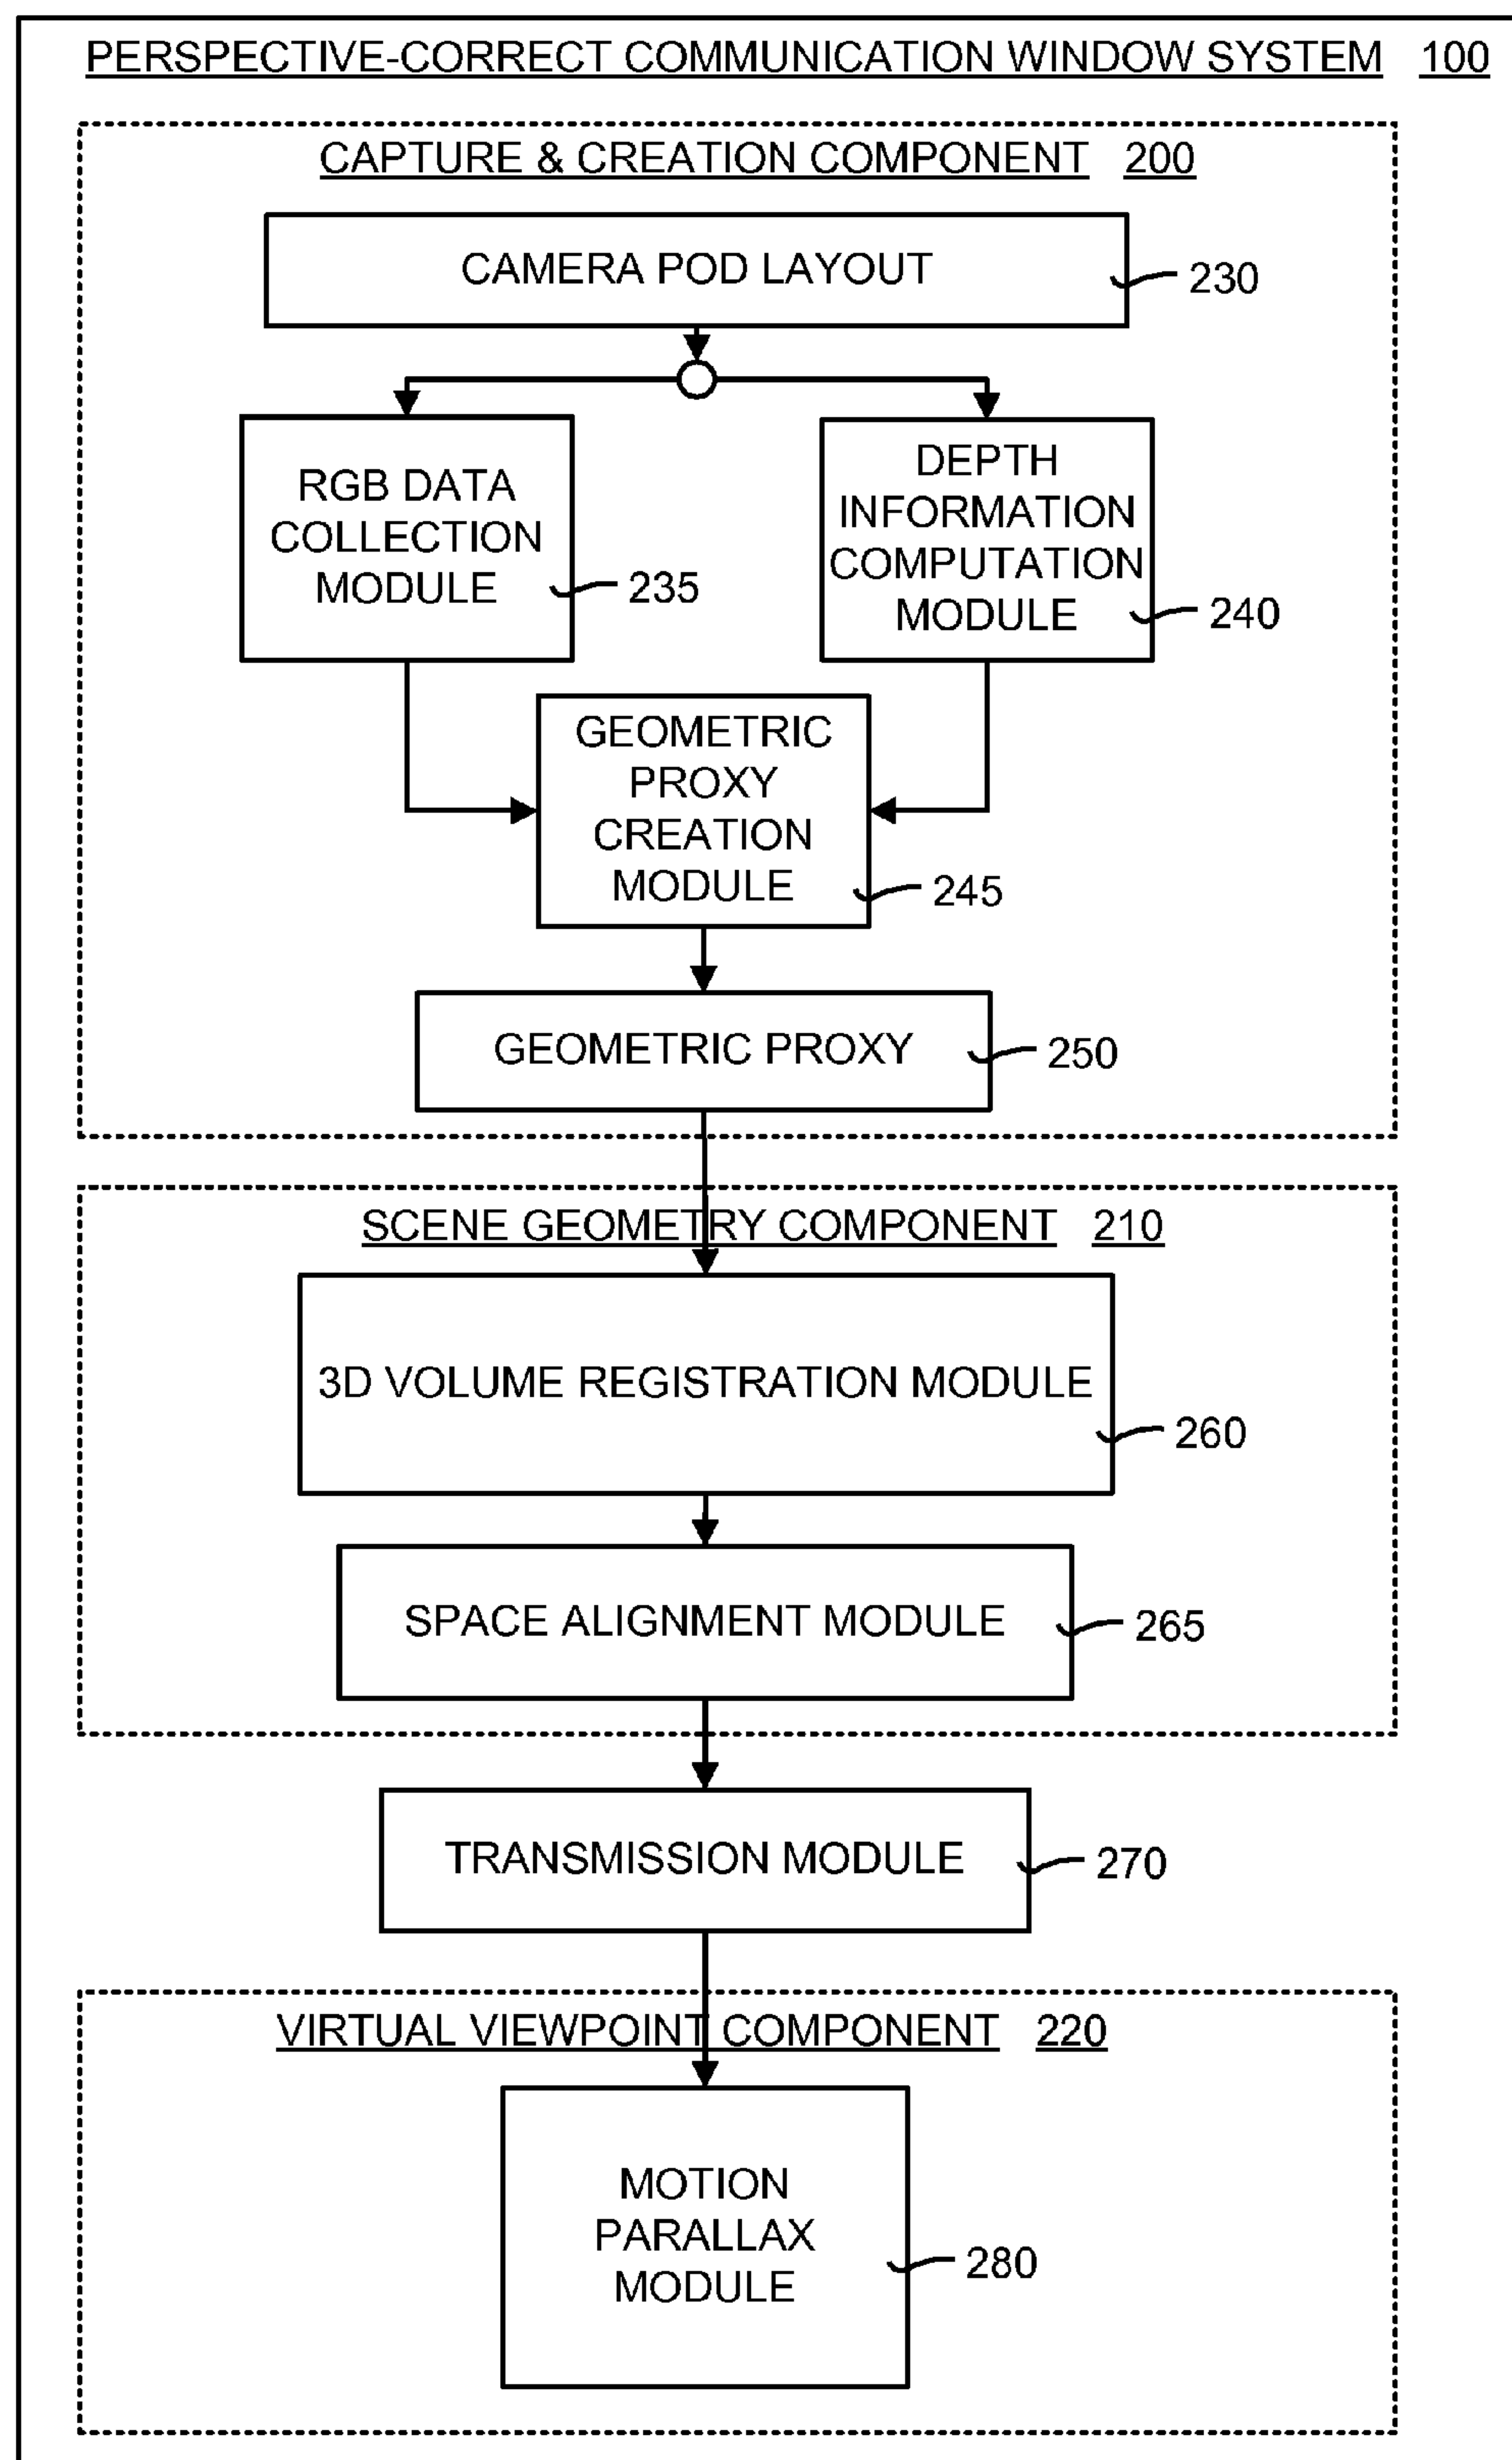 PERSPECTIVE-CORRECT COMMUNICATION WINDOW SYSTEM 100
CAPTURE & CREATION COMPONENT 200
CAMERA POD LAYOUT
230
RGB DATA
COLLECTION
MODULE
235
DEPTH
INFORMATION
COMPUTATION
MODULE
240
GEOMETRIC
PROXY
CREATION
MODULE
245
GEOMETRIC PROXY
250
SCENE GEOMETRY COMPONENT 210
3D VOLUME REGISTRATION MODULE
260
SPACE ALIGNMENT MODULE
265
TRANSMISSION MODULE
270
VIRTUAL VIEWPOINT COMPONENT 220
MOTION
PARALLAX
MODULE
280